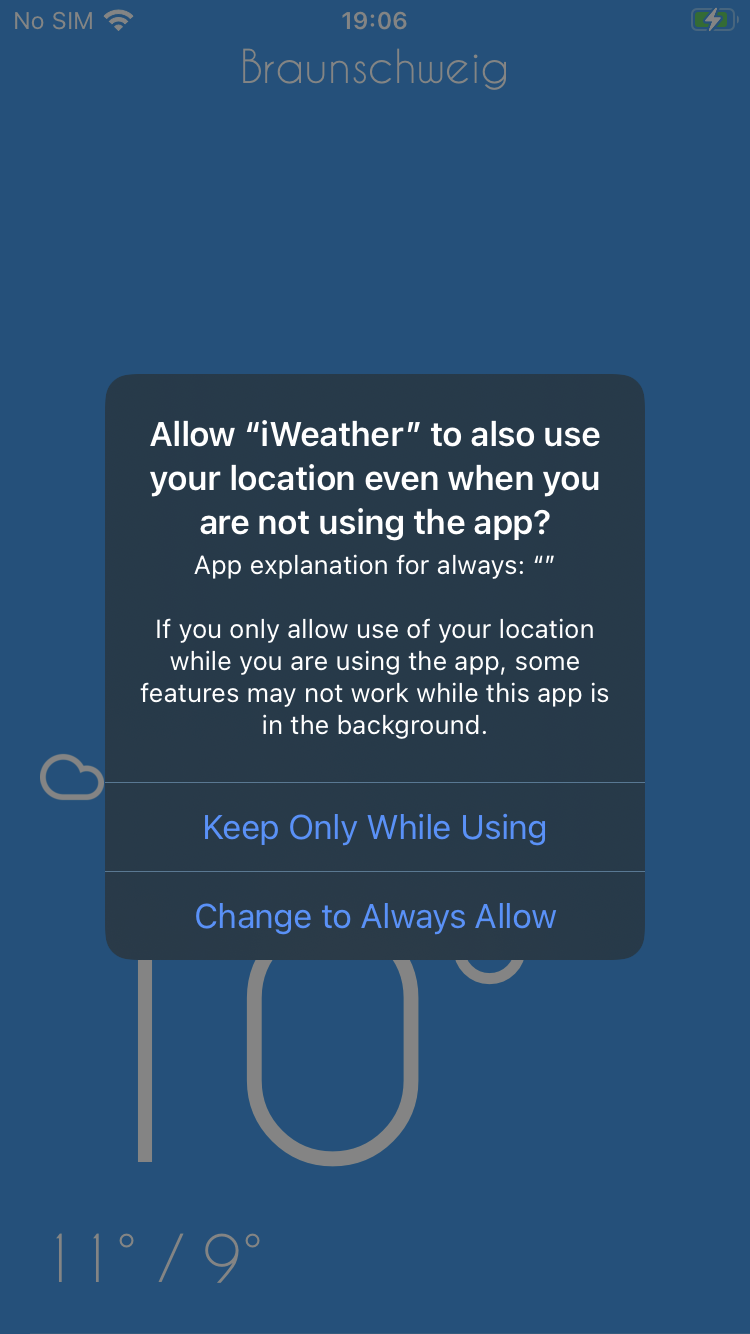 No SIM 19:06
Braunschweig
Allow “iWeather” to also use
your location even when you
are not using the app?
App explanation for always: “”
If you only allow use of your location
while you are using the app, some
features may not work while this app is
in the background.
Keep Only While Using
Change to Always Allow
10°
11° / 9°